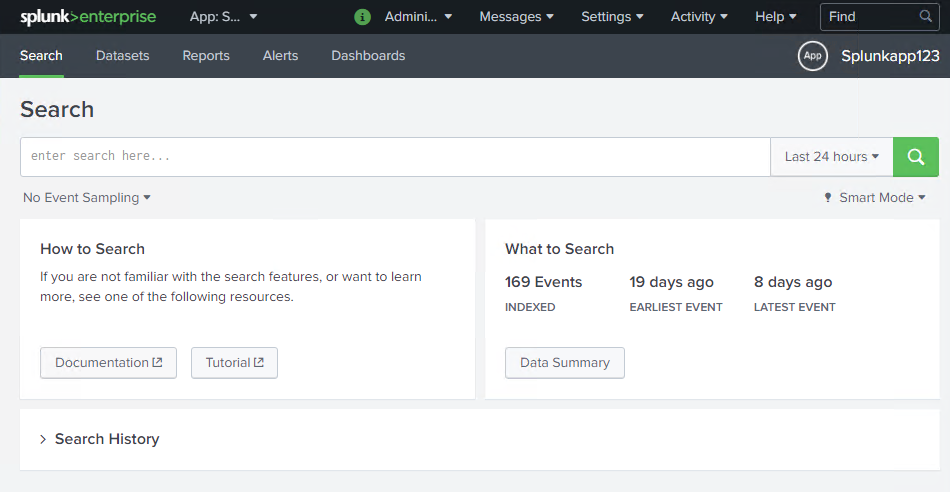 splunk>enterprise App: S... i Admini... Messages Settings Activity Help Find
Search Datasets Reports Alerts Dashboards App Splunkapp123
Search
enter search here... Last 24 hours
No Event Sampling Smart Mode
How to Search
If you are not familiar with the search features, or want to learn
more, see one of the following resources.
Documentation Tutorial
What to Search
169 Events 19 days ago 8 days ago
INDEXED EARLIEST EVENT LATEST EVENT
Data Summary
Search History